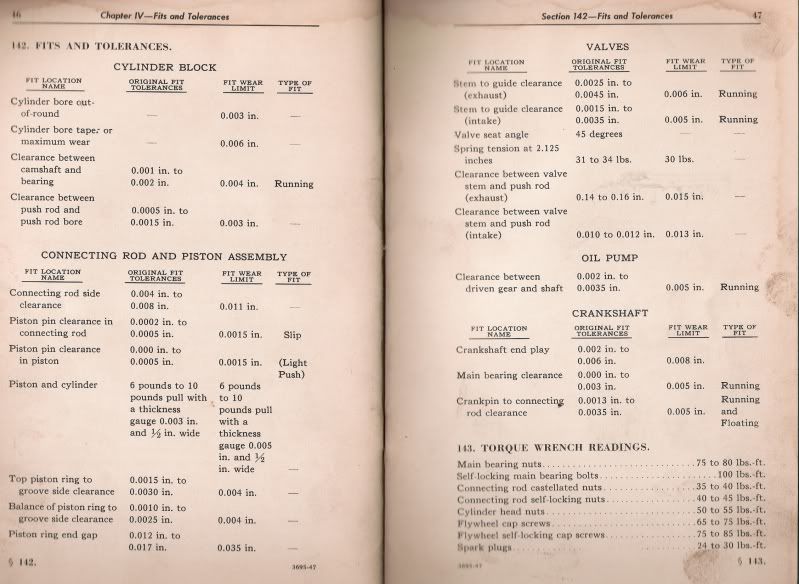 46 Chapter IV—Fits and Tolerances
142. FITS AND TOLERANCES.
CYLINDER BLOCK
FIT LOCATION NAME ORIGINAL FIT TOLERANCES FIT WEAR LIMIT TYPE OF FIT
Cylinder bore out-
of-round — 0.003 in.
Cylinder bore taper or
maximum wear — 0.006 in. —
Clearance between
camshaft and 0.001 in. to
bearing 0.002 in. 0.004 in. Running
Clearance between
push rod and 0.0005 in. to
push rod bore 0.0015 in. 0.003 in. —
CONNECTING ROD AND PISTON ASSEMBLY
FIT LOCATION NAME ORIGINAL FIT TOLERANCES FIT WEAR LIMIT TYPE OF FIT
Connecting rod side 0.004 in. to
clearance 0.008 in. 0.011 in. —
Piston pin clearance in 0.0002 in. to
connecting rod 0.0005 in. 0.0015 in. Slip
Piston pin clearance 0.000 in. to
in piston 0.0005 in. 0.0015 in. (Light
Push)
Piston and cylinder 6 pounds to 10 6 pounds
pounds pull with to 10
a thickness pounds pull
gauge 0.003 in. with a
and ½ in. wide thickness
gauge 0.005
in. and ½
in. wide —
Top piston ring to 0.0015 in. to
groove side clearance 0.0030 in. 0.004 in. —
Balance of piston ring to 0.0010 in. to
groove side clearance 0.0025 in. 0.004 in. —
Piston ring end gap 0.012 in. to
0.017 in. 0.035 in. —
§ 142.
3695-47
Section 142—Fits and Tolerances 47
VALVES
FIT LOCATION NAME ORIGINAL FIT TOLERANCES FIT WEAR LIMIT TYPE OF FIT
Stem to guide clearance 0.0025 in. to
(exhaust) 0.0045 in. 0.006 in. Running
Stem to guide clearance 0.0015 in. to
(intake) 0.0035 in. 0.005 in. Running
Valve seat angle 45 degrees — —
Spring tension at 2.125
inches 31 to 34 lbs. 30 lbs. —
Clearance between valve
stem and push rod
(exhaust) 0.14 to 0.16 in. 0.015 in. —
Clearance between valve
stem and push rod
(intake) 0.010 to 0.012 in. 0.013 in. —
OIL PUMP
Clearance between 0.002 in. to
driven gear and shaft 0.0035 in. 0.005 in. Running
CRANKSHAFT
FIT LOCATION NAME ORIGINAL FIT TOLERANCES FIT WEAR LIMIT TYPE OF FIT
Crankshaft end play 0.002 in. to
0.006 in. 0.008 in.
Main bearing clearance 0.000 in. to
0.003 in. 0.005 in. Running
Crankpin to connecting 0.0013 in. to Running
rod clearance 0.0035 in. 0.005 in. and
Floating
143. TORQUE WRENCH READINGS.
Main bearing nuts 75 to 80 lbs.-ft.
Self-locking main bearing bolts 100 lbs.-ft.
Connecting rod castellated nuts 35 to 40 lbs.-ft.
Connecting rod self-locking nuts 40 to 45 lbs.-ft.
Cylinder head nuts 50 to 55 lbs.-ft.
Flywheel cap screws 65 to 75 lbs.-ft.
Flywheel self-locking cap screws 75 to 85 lbs.-ft.
Spark plugs 24 to 30 lbs.-ft.
3695-47
§ 143.